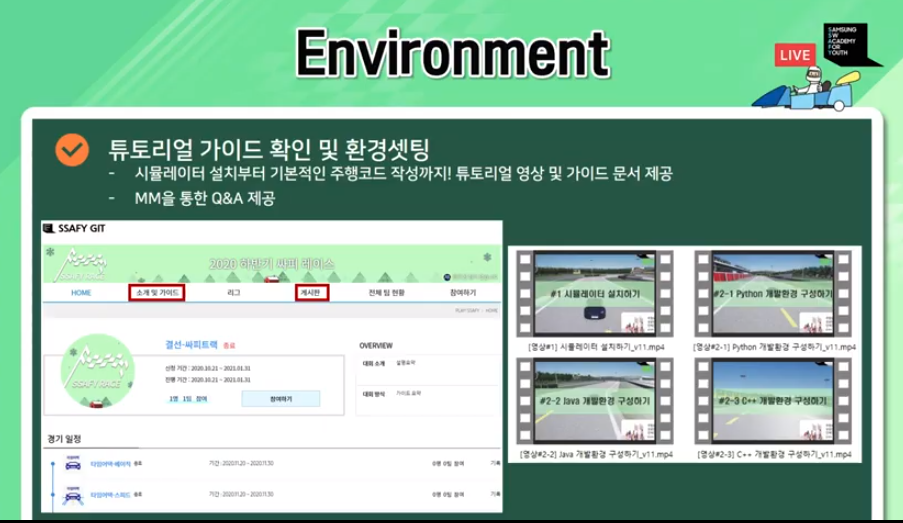 Environment
LIVE
SAMSUNG
SW
ACADEMY
FOR
YOUTH
튜토리얼 가이드 확인 및 환경셋팅
- 시뮬레이터 설치부터 기본적인 주행코드 작성까지! 튜토리얼 영상 및 가이드 문서 제공
- MM을 통한 Q&A 제공
SSAFY GIT
SSAFY RACE
2020 하반기 싸피 레이스
HOME 소개 및 가이드 리그 게시판 전체 팀 현황 참여하기
결선-싸피트랙 종료
신청 기간 : 2020.10.21 ~ 2021.01.31
진행 기간 : 2020.10.21 ~ 2021.01.31
1명 1팀 참여 참여하기
SSAFY RACE
OVERVIEW
대회 소개
대회 방식
경기 일정
타임어택-베이직 종료 기간 : 2020.11.20 ~ 2020.11.30 0명 0팀 참여 기록
타임어택-스피드 종료 기간 : 2020.11.20 ~ 2020.11.30 0명 0팀 참여 기록
#1 시뮬레이터 설치하기
#2-1 Python 개발환경 구성하기
[영상#1] 시뮬레이터 설치하기_v11.mp4
[영상#2-1] Python 개발환경 구성하기_v11.mp4
#2-2 Java 개발환경 구성하기
#2-3 C++ 개발환경 구성하기
[영상#2-2] Java 개발환경 구성하기_v11.mp4
[영상#2-3] C++ 개발환경 구성하기_v11.mp4